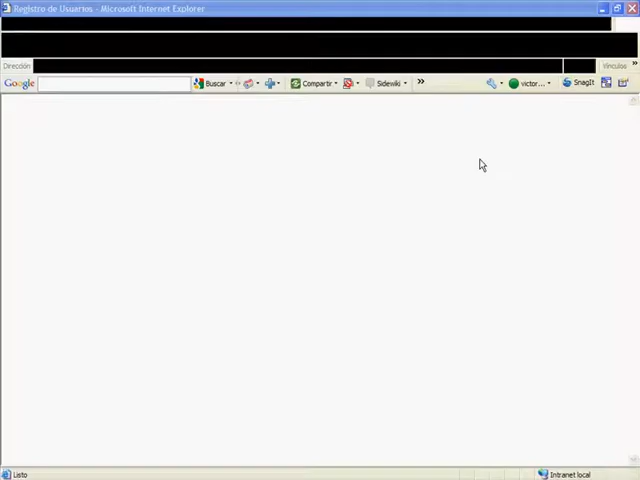 Registro de Usuarios - Microsoft Internet Explorer
Dirección Vínculos »
Google Buscar Compartir Sidewiki » victor... SnagIt
Listo Intranet local